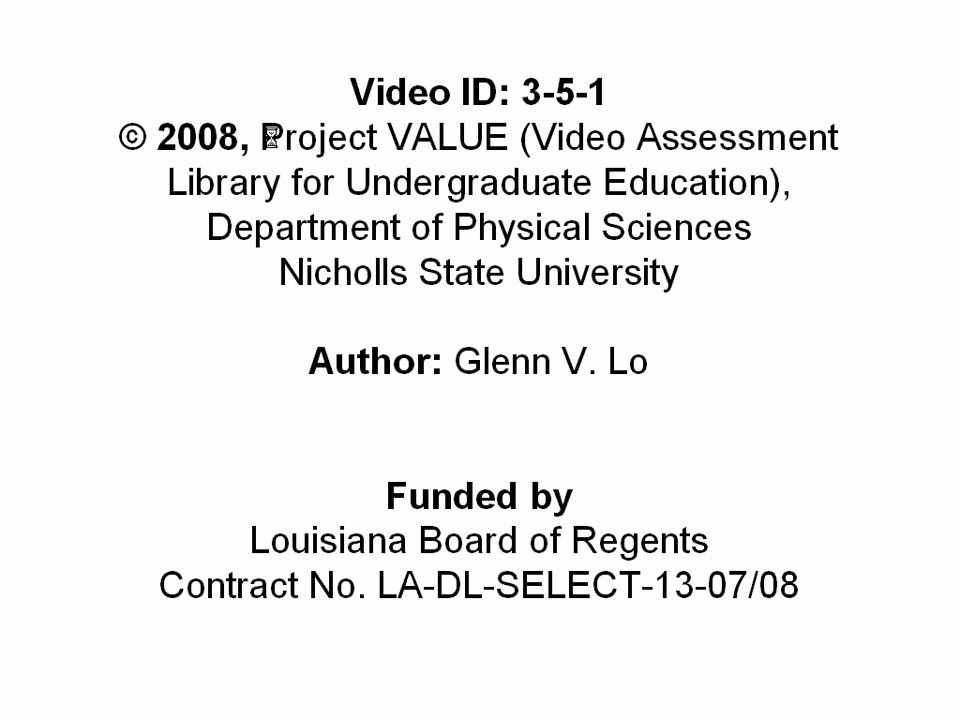 Video ID: 3-5-1
© 2008, Project VALUE (Video Assessment
Library for Undergraduate Education),
Department of Physical Sciences
Nicholls State University
Author: Glenn V. Lo
Funded by
Louisiana Board of Regents
Contract No. LA-DL-SELECT-13-07/08